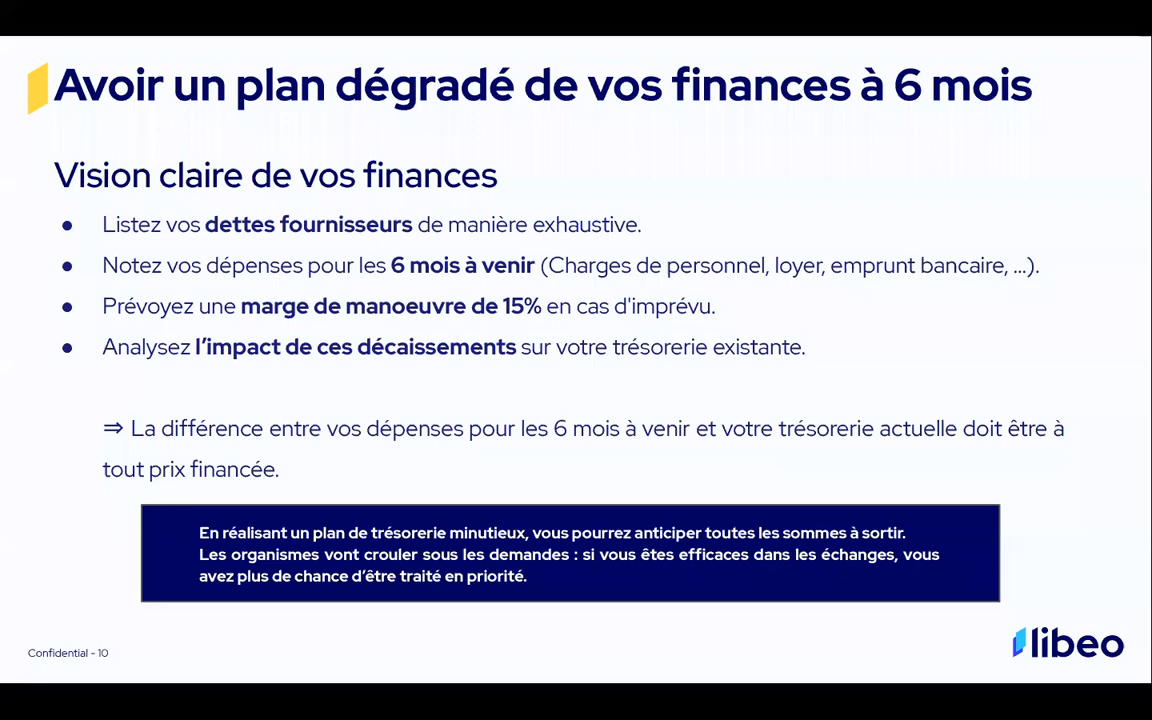 Avoir un plan dégradé de vos finances à 6 mois
Vision claire de vos finances
● Listez vos dettes fournisseurs de manière exhaustive.
● Notez vos dépenses pour les 6 mois à venir (Charges de personnel, loyer, emprunt bancaire, ...).
● Prévoyez une marge de manoeuvre de 15% en cas d'imprévu.
● Analysez l’impact de ces décaissements sur votre trésorerie existante.
⇒ La différence entre vos dépenses pour les 6 mois à venir et votre trésorerie actuelle doit être à
tout prix financée.
En réalisant un plan de trésorerie minutieux, vous pourrez anticiper toutes les sommes à sortir.
Les organismes vont crouler sous les demandes : si vous êtes efficaces dans les échanges, vous
avez plus de chance d’être traité en priorité.
Confidential - 10
libeo